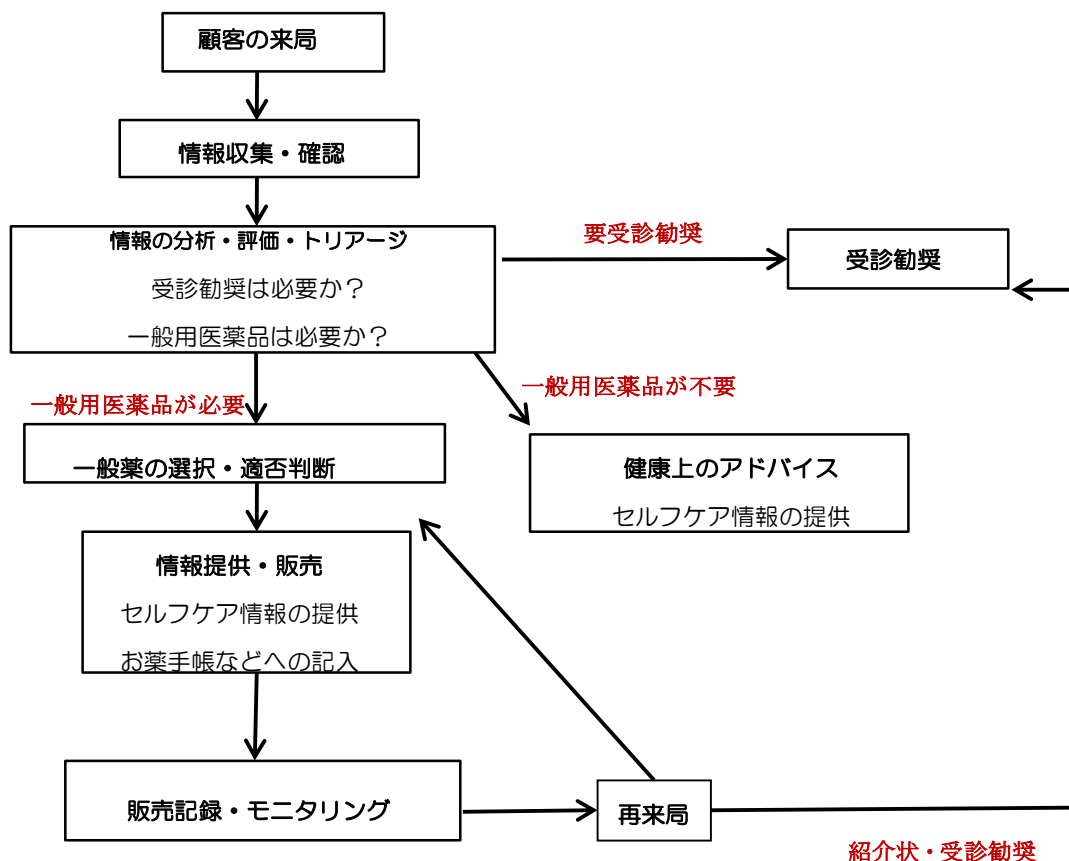 顧客の来局
情報収集・確認
情報の分析・評価・トリアージ
受診勧奨は必要か？
一般用医薬品は必要か？
要受診勧奨
受診勧奨
一般用医薬品が必要
一般用医薬品が不要
一般薬の選択・適否判断
健康上のアドバイス
セルフケア情報の提供
情報提供・販売
セルフケア情報の提供
お薬手帳などへの記入
販売記録・モニタリング
再来局
紹介状・受診勧奨